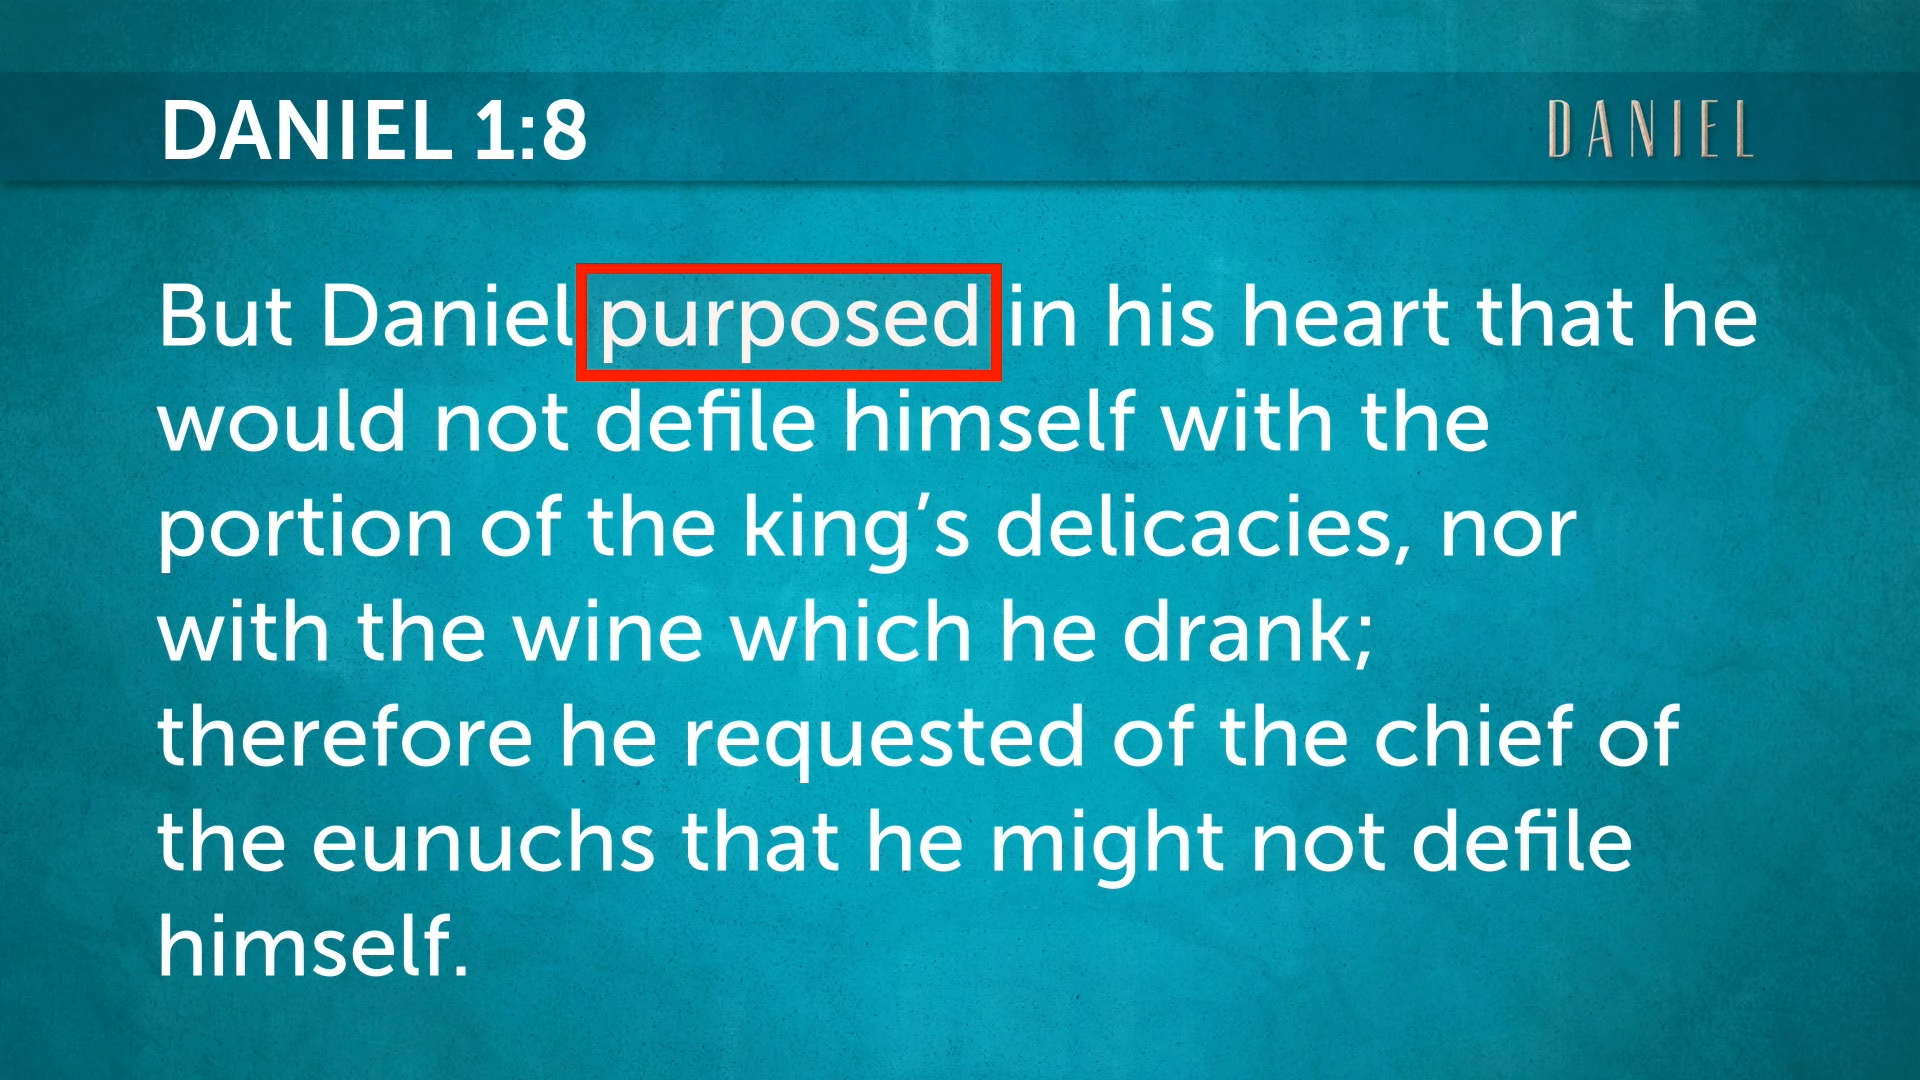 DANIEL 1:8
DANIEL
But Daniel purposed in his heart that he
would not defile himself with the
portion of the king’s delicacies, nor
with the wine which he drank;
therefore he requested of the chief of
the eunuchs that he might not defile
himself.